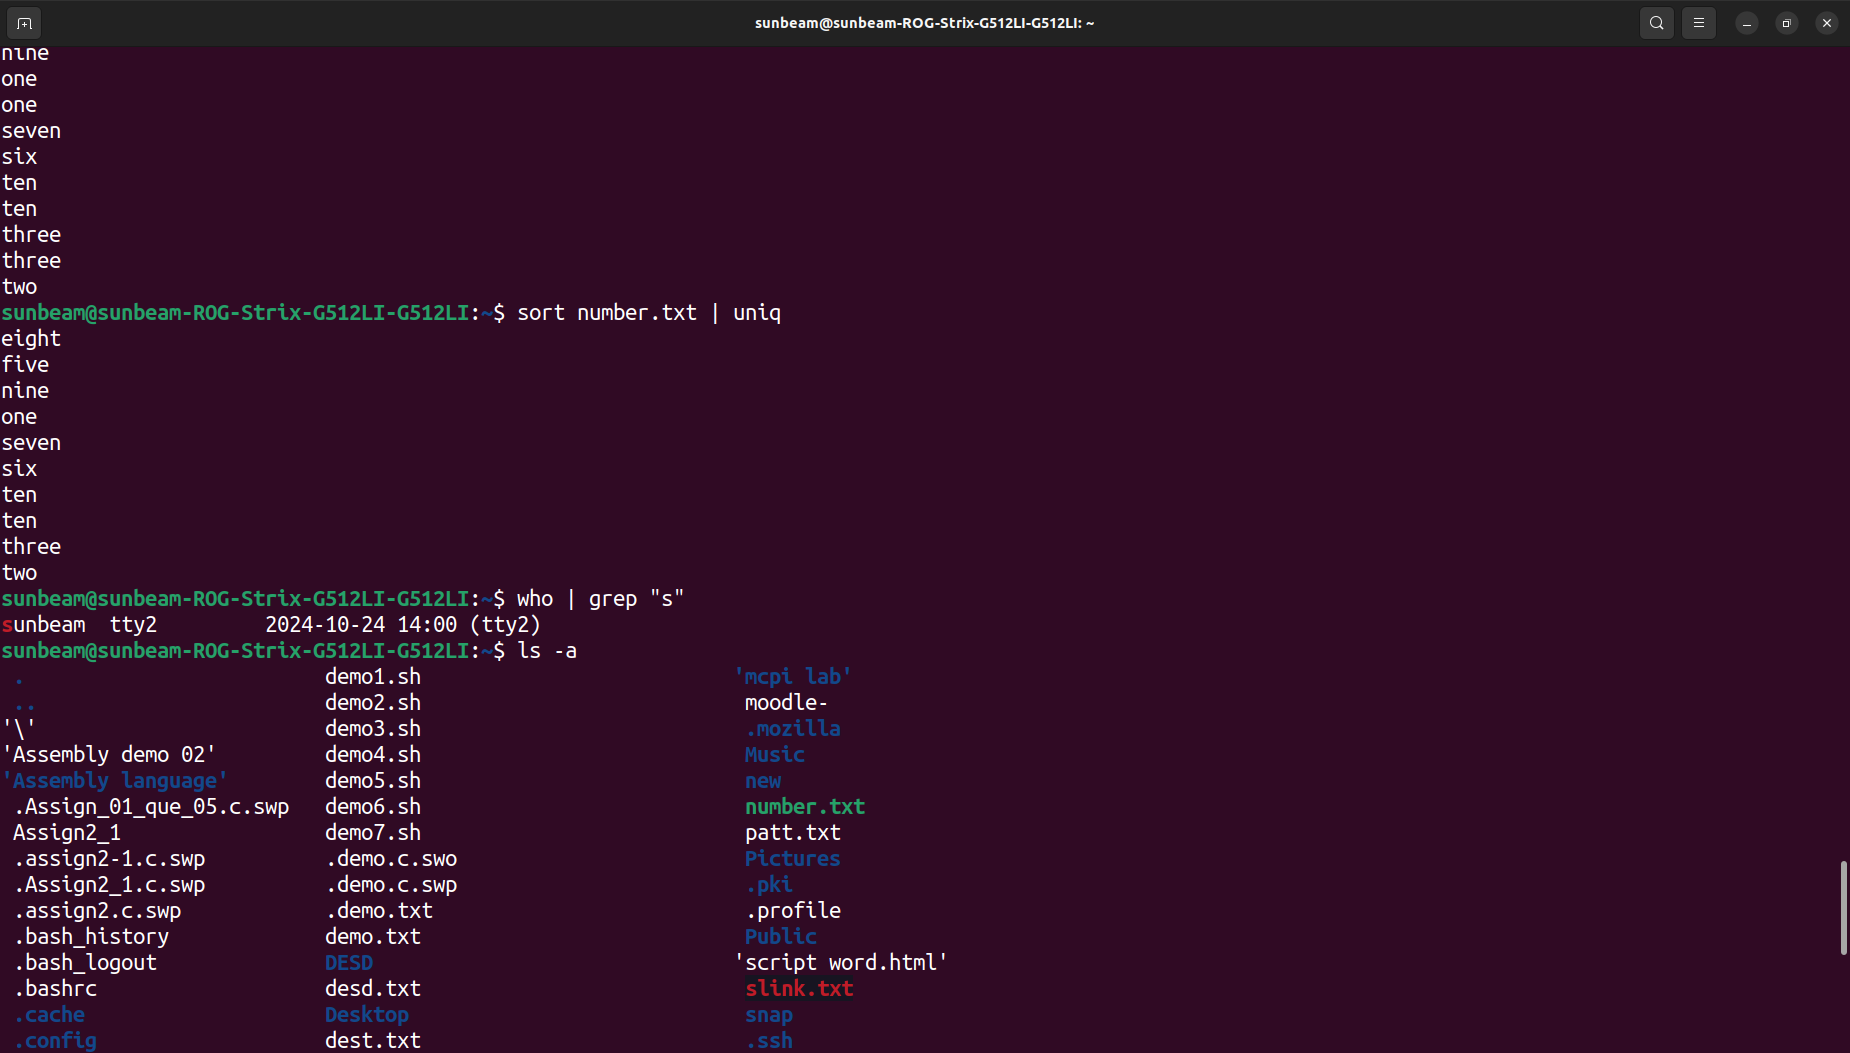 sunbeam@sunbeam-ROG-Strix-G512LI-G512LI: ~
nine
one
one
seven
six
ten
ten
three
three
two
sunbeam@sunbeam-ROG-Strix-G512LI-G512LI:~$ sort number.txt | uniq
eight
five
nine
one
seven
six
ten
ten
three
two
sunbeam@sunbeam-ROG-Strix-G512LI-G512LI:~$ who | grep "s"
sunbeam  tty2         2024-10-24 14:00 (tty2)
sunbeam@sunbeam-ROG-Strix-G512LI-G512LI:~$ ls -a
 .                         demo1.sh                          'mcpi lab'
 ..                        demo2.sh                           moodle-
'\'                        demo3.sh                           .mozilla
'Assembly demo 02'         demo4.sh                           Music
'Assembly language'        demo5.sh                           new
 .Assign_01_que_05.c.swp   demo6.sh                           number.txt
 Assign2_1                 demo7.sh                           patt.txt
 .assign2-1.c.swp          .demo.c.swo                        Pictures
 .Assign2_1.c.swp          .demo.c.swp                        .pki
 .assign2.c.swp            .demo.txt                          .profile
 .bash_history             demo.txt                           Public
 .bash_logout              DESD                              'script word.html'
 .bashrc                   desd.txt                           slink.txt
 .cache                    Desktop                            snap
 .config                   dest.txt                           .ssh